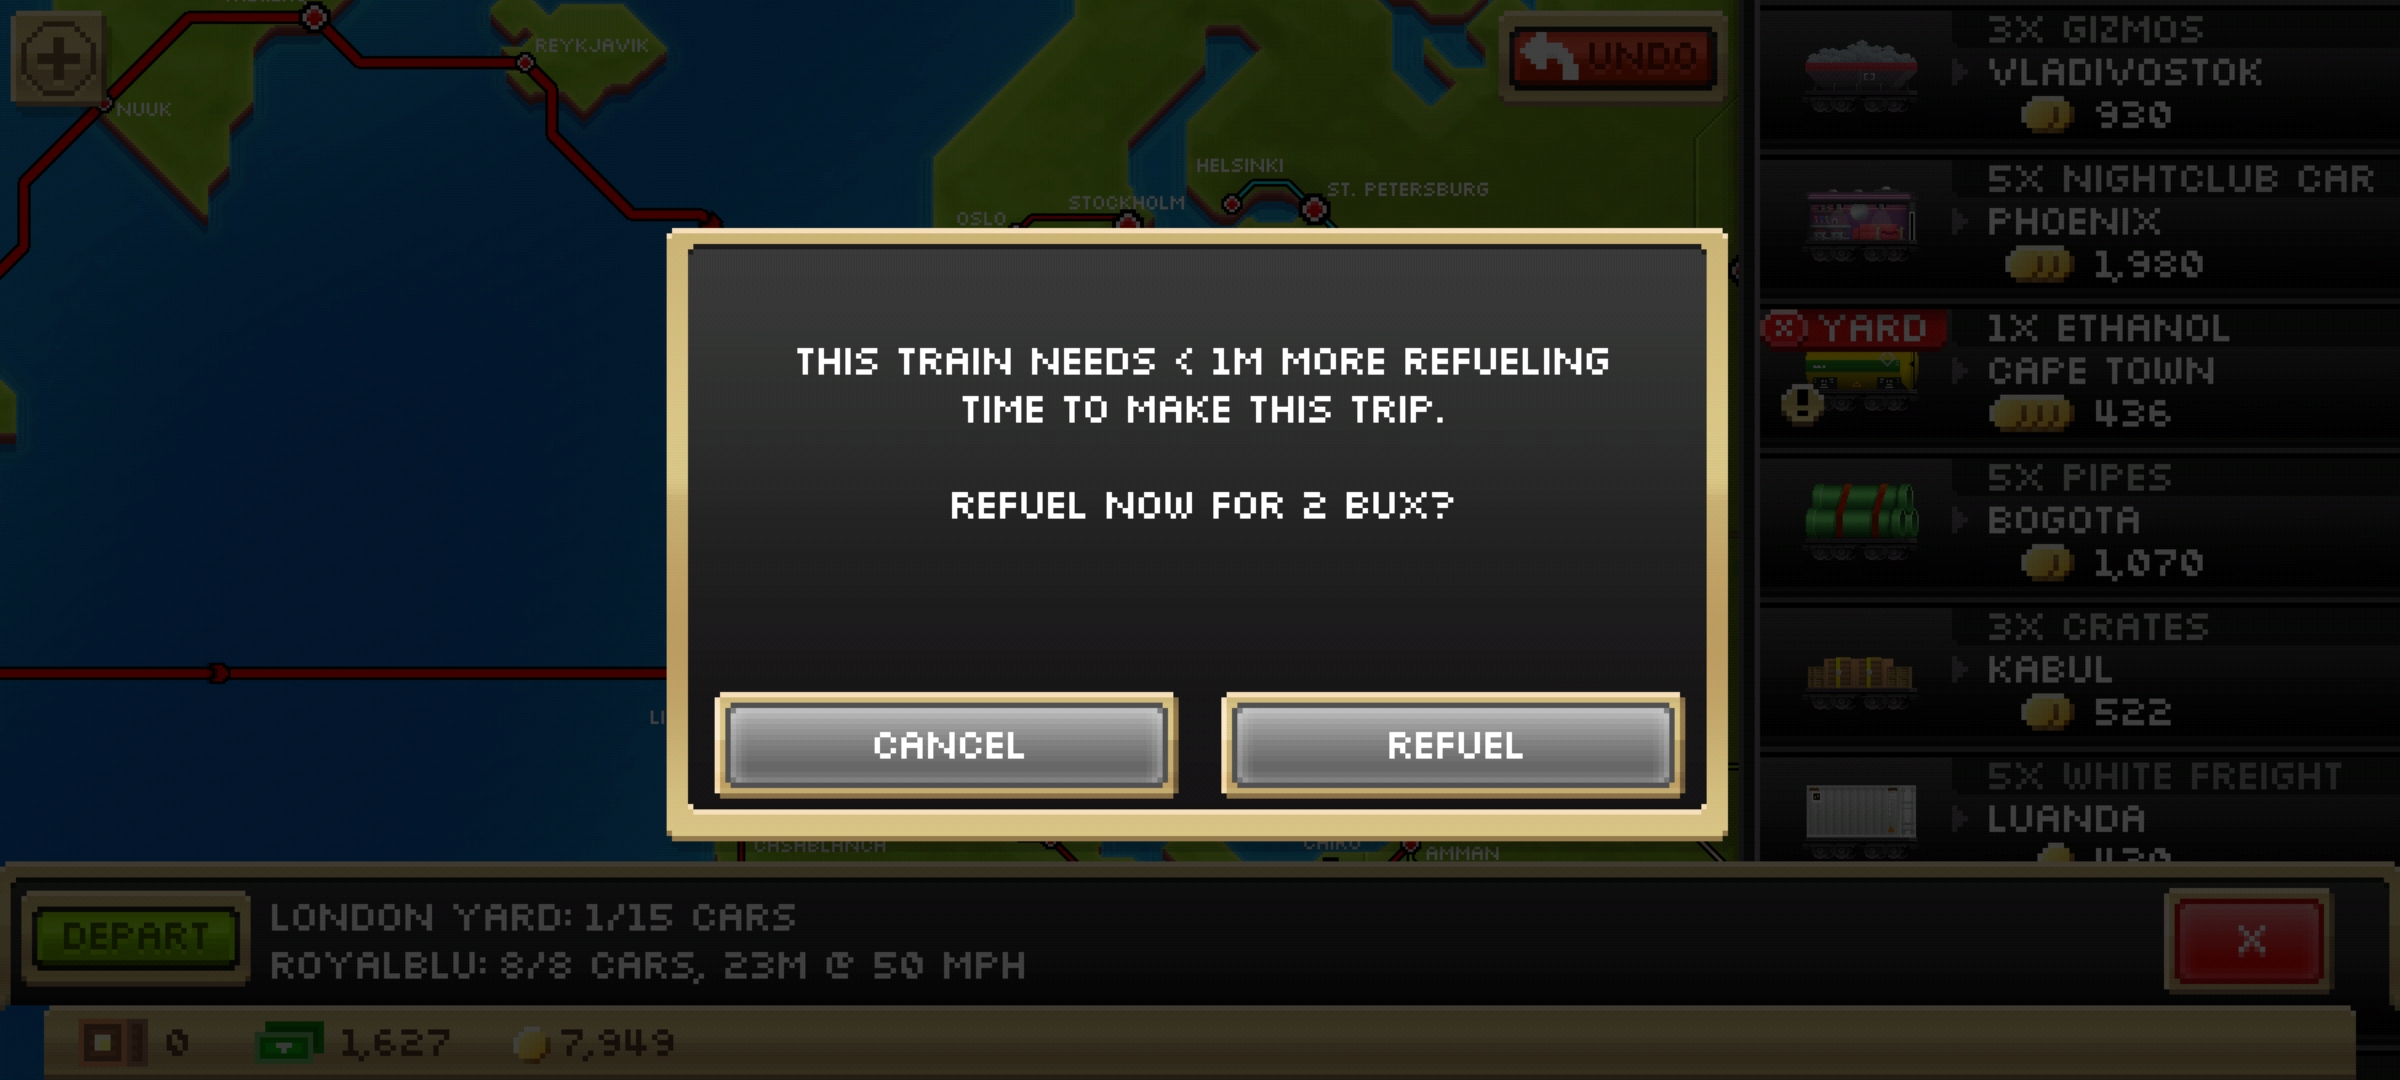 REYKJAVIK
NUUK
UNDO
HELSINKI
ST. PETERSBURG
STOCKHOLM
OSLO
3X GIZMOS
VLADIVOSTOK
930
5X NIGHTCLUB CAR
PHOENIX
1,980
YARD
1X ETHANOL
CAPE TOWN
436
5X PIPES
BOGOTA
1,070
3X CRATES
KABUL
522
5X WHITE FREIGHT
LUANDA
430
THIS TRAIN NEEDS < 1M MORE REFUELING
TIME TO MAKE THIS TRIP.
REFUEL NOW FOR 2 BUX?
CANCEL
REFUEL
LI
CASABLANCA
CAIRO
AMMAN
DEPART
LONDON YARD: 1/15 CARS
ROYALBLU: 8/8 CARS, 23M @ 50 MPH
X
0
1,627
7,949